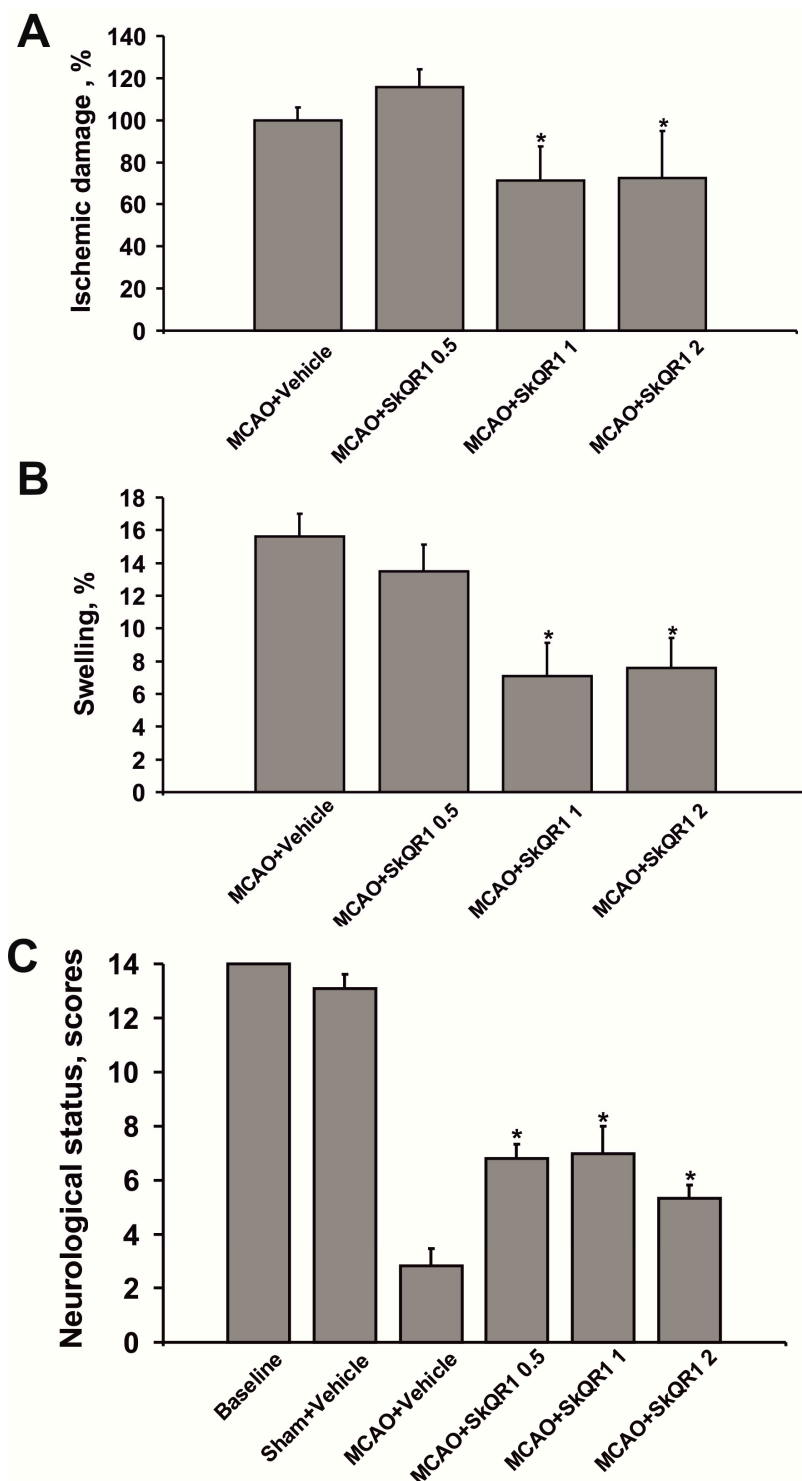 A
Ischemic damage , %
140
120
100
80
60
40
20
0
*
*
MCAO+Vehicle
MCAO+SkQR1 0.5
MCAO+SkQR1 1
MCAO+SkQR1 2
B
Swelling, %
18
16
14
12
10
8
6
4
2
0
*
*
MCAO+Vehicle
MCAO+SkQR1 0.5
MCAO+SkQR1 1
MCAO+SkQR1 2
C
Neurological status, scores
14
12
10
8
6
4
2
0
*
*
*
Baseline
Sham+Vehicle
MCAO+Vehicle
MCAO+SkQR1 0.5
MCAO+SkQR1 1
MCAO+SkQR1 2